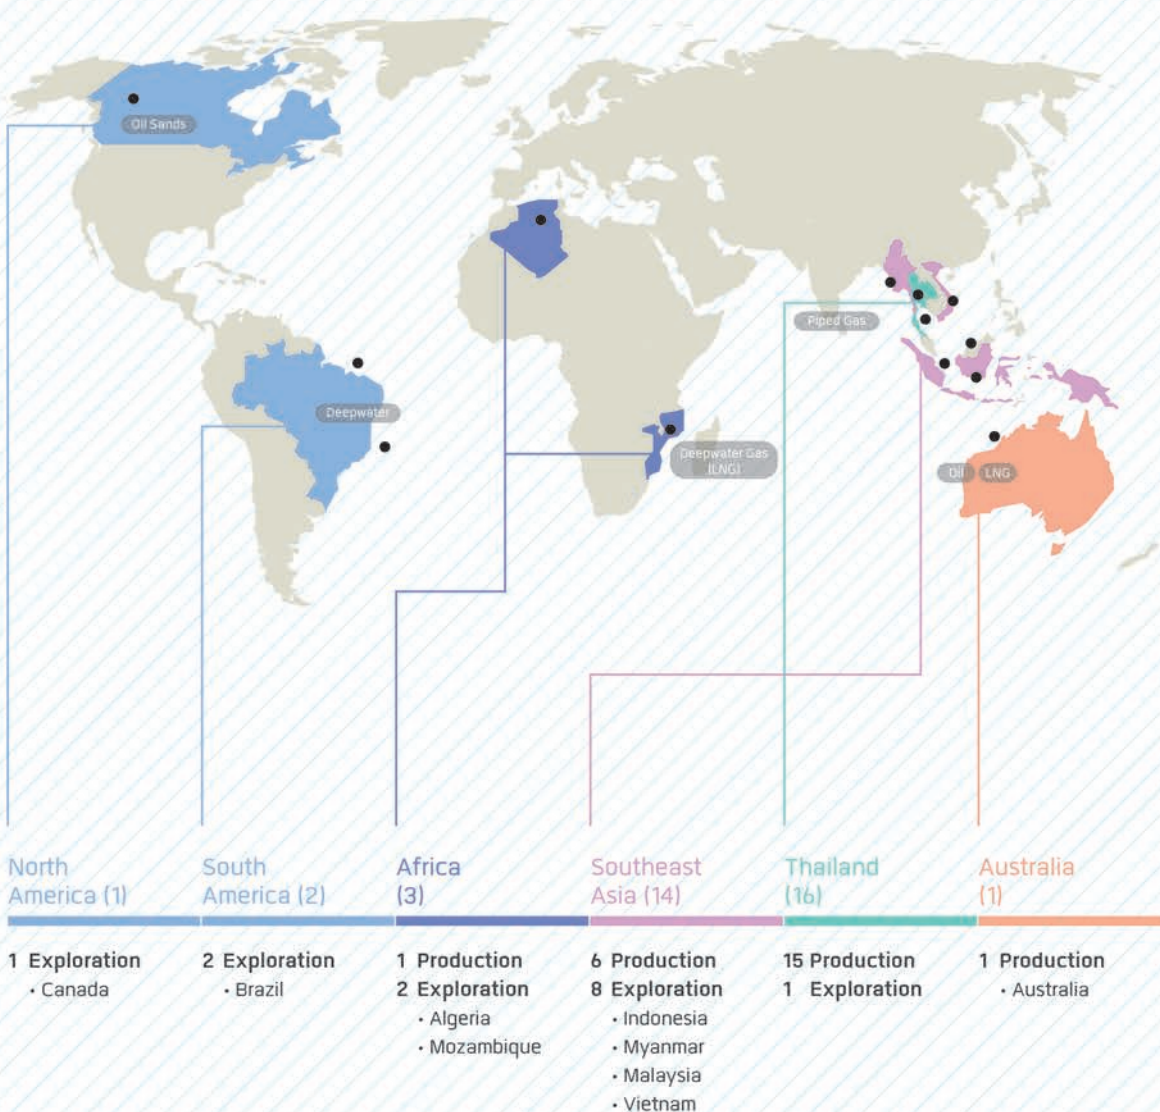 Oil Sands
Piped Gas
Deepwater
Deepwater Gas
(LNG)
Oil
LNG
North
America (1)
1 Exploration
• Canada
South
America (2)
2 Exploration
• Brazil
Africa
(3)
1 Production
2 Exploration
• Algeria
• Mozambique
Southeast
Asia (14)
6 Production
8 Exploration
• Indonesia
• Myanmar
• Malaysia
• Vietnam
Thailand
(16)
15 Production
1 Exploration
Australia
(1)
1 Production
• Australia